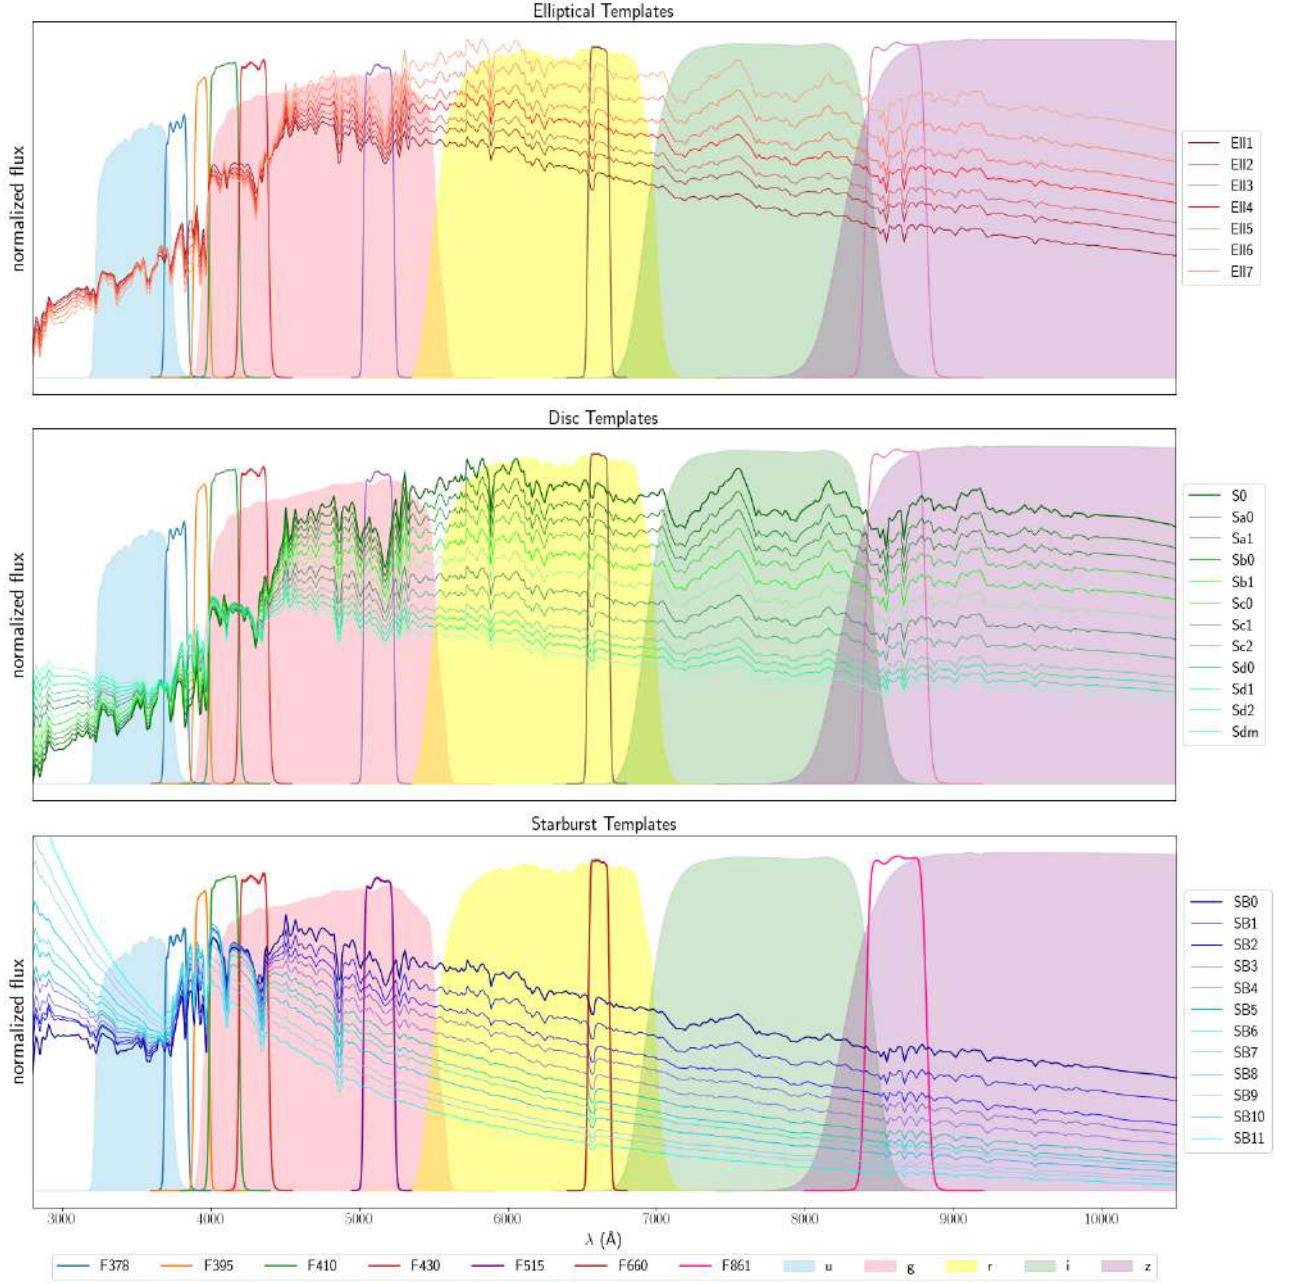 Elliptical Templates
normalized flux
Ell1
Ell2
Ell3
Ell4
Ell5
Ell6
Ell7
Disc Templates
normalized flux
S0
Sa0
Sa1
Sb0
Sb1
Sc0
Sc1
Sc2
Sd0
Sd1
Sd2
Sdm
Starburst Templates
normalized flux
SB0
SB1
SB2
SB3
SB4
SB5
SB6
SB7
SB8
SB9
SB10
SB11
3000 4000 5000 6000 7000 8000 9000 10000
λ (Å)
F378 F395 F410 F430 F515 F660 F861 u g r i z